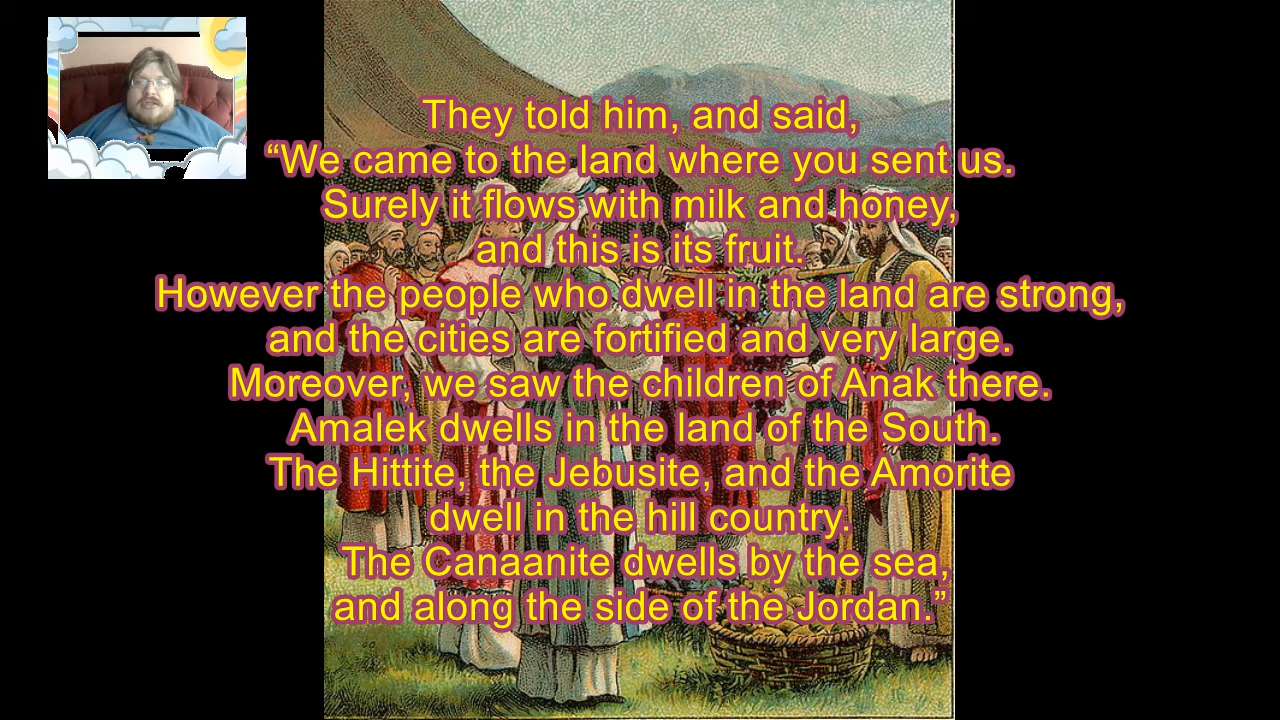 They told him, and said,
“We came to the land where you sent us.
Surely it flows with milk and honey,
and this is its fruit.
However the people who dwell in the land are strong,
and the cities are fortified and very large.
Moreover, we saw the children of Anak there.
Amalek dwells in the land of the South.
The Hittite, the Jebusite, and the Amorite
dwell in the hill country.
The Canaanite dwells by the sea,
and along the side of the Jordan.”